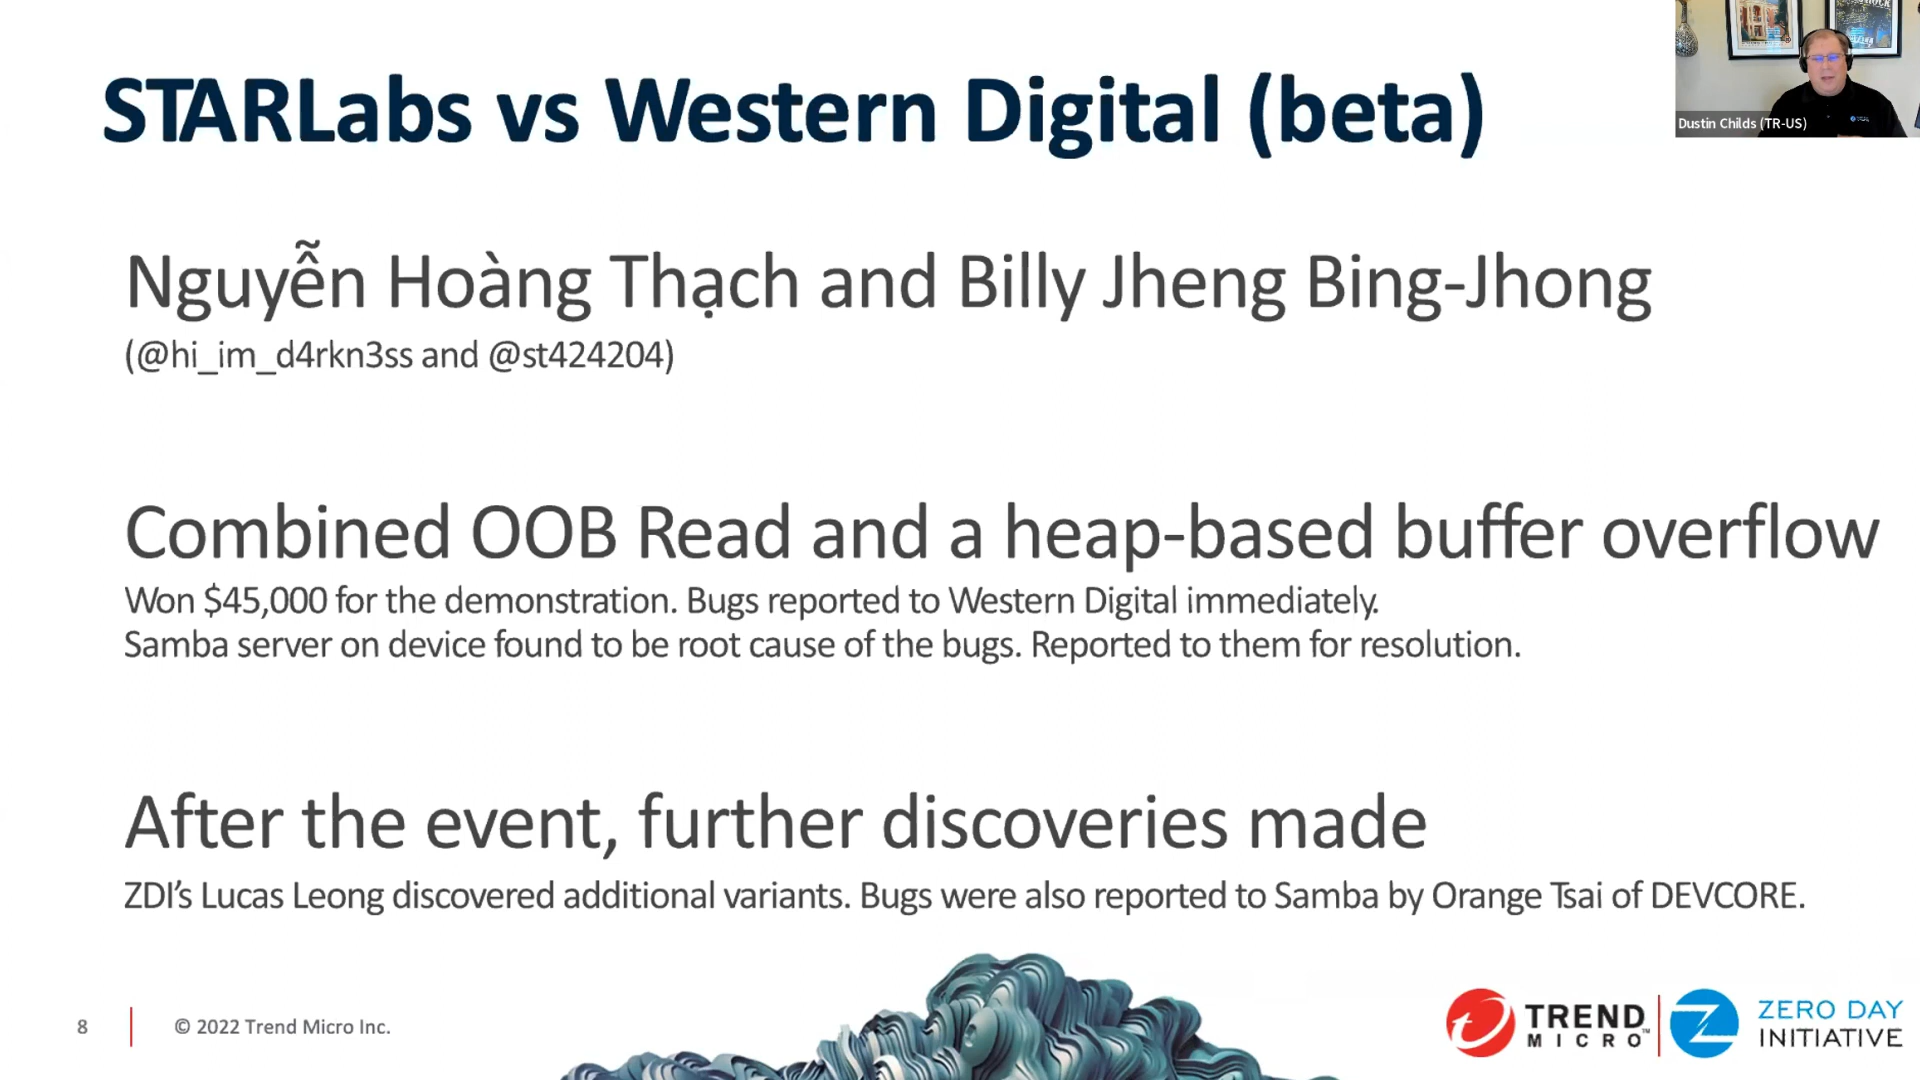 STARLabs vs Western Digital (beta)
Dustin Childs (TR-US)
Nguyễn Hoàng Thạch and Billy Jheng Bing-Jhong
(@hi_im_d4rkn3ss and @st424204)
Combined OOB Read and a heap-based buffer overflow
Won $45,000 for the demonstration. Bugs reported to Western Digital immediately.
Samba server on device found to be root cause of the bugs. Reported to them for resolution.
After the event, further discoveries made
ZDI’s Lucas Leong discovered additional variants. Bugs were also reported to Samba by Orange Tsai of DEVCORE.
8
© 2022 Trend Micro Inc.
TREND
MICRO™
ZERO DAY
INITIATIVE